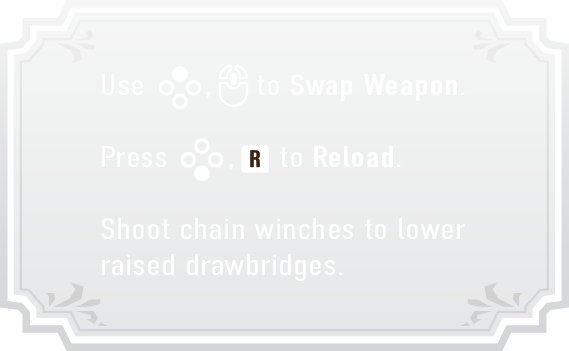 Use , to Swap Weapon.
Press , R to Reload.
Shoot chain winches to lower
raised drawbridges.